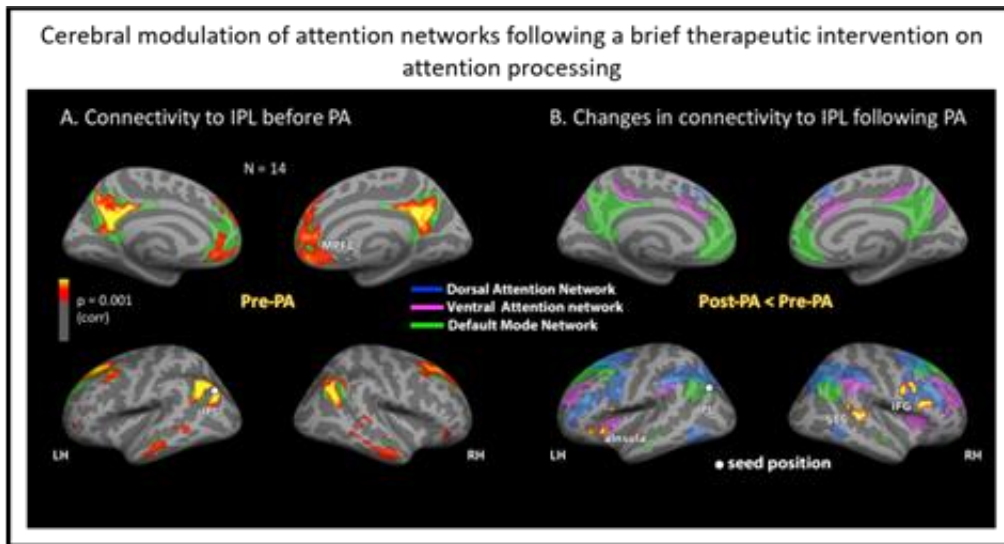 Cerebral modulation of attention networks following a brief therapeutic intervention on
attention processing
A. Connectivity to IPL before PA
B. Changes in connectivity to IPL following PA
N = 14
MPFC
p = 0.001
(corr)
Pre-PA
Dorsal Attention Network
Ventral Attention network
Default Mode Network
Post-PA < Pre-PA
IPL
STG
IFG
aInsula
LH
RH
LH
RH
seed position